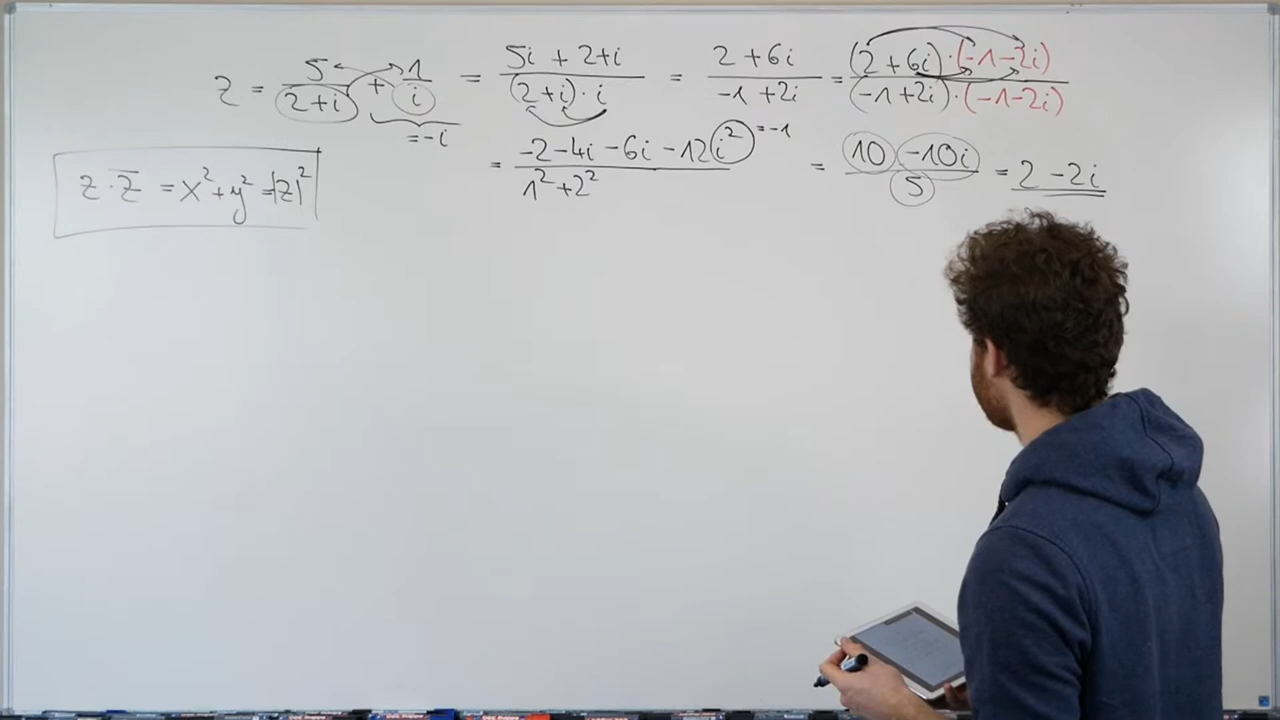 z = 5/(2+i) + 1/i = (5i + 2+i)/((2+i)·i) = (2+6i)/(-1+2i) = ((2+6i)·(-1-2i))/((-1+2i)·(-1-2i))
= -i
= (-2-4i-6i-12i²)/(1²+2²) = -1 = (10-10i)/5 = 2-2i
z·z̅ = x²+y² = |z|²